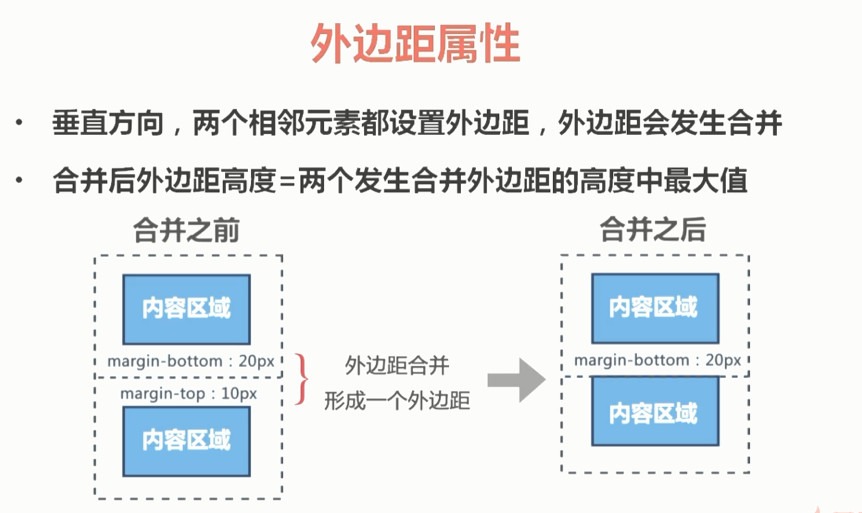 外边距属性
• 垂直方向，两个相邻元素都设置外边距，外边距会发生合并
• 合并后外边距高度=两个发生合并外边距的高度中最大值
合并之前
内容区域
margin-bottom：20px
margin-top：10px
内容区域
外边距合并
形成一个外边距
合并之后
内容区域
margin-bottom：20px
内容区域